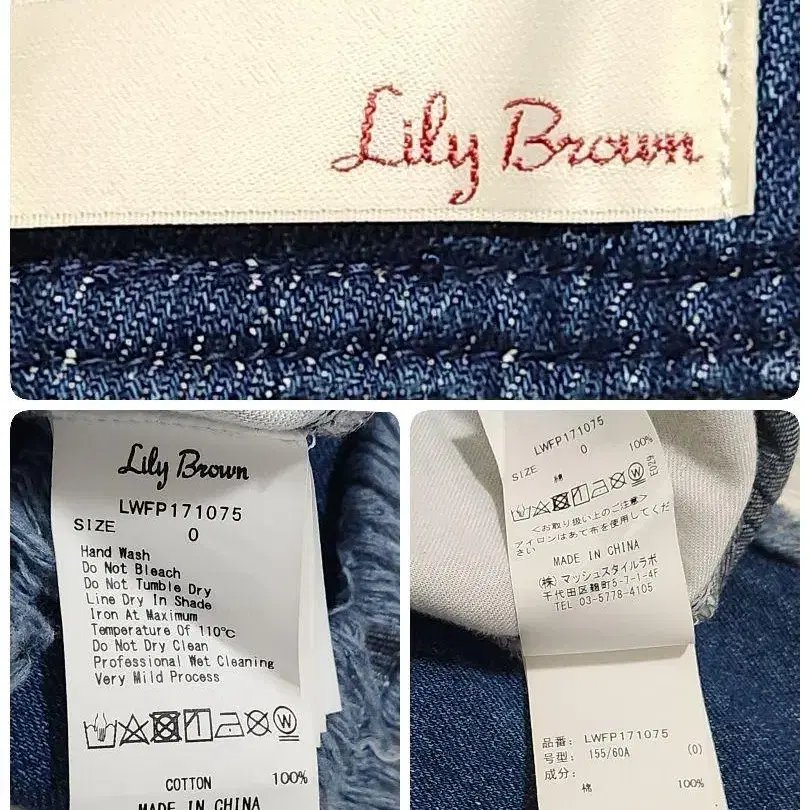 Lily Brown
Lily Brown
LWFP171075
SIZE 0
Hand Wash
Do Not Bleach
Do Not Tumble Dry
Line Dry In Shade
Iron At Maximum
Temperature Of 110℃
Do Not Dry Clean
Professional Wet Cleaning
Very Mild Process
W
COTTON 100%
MADE IN CHINA
LWFP171075
SIZE 0
綿 100%
W
<お取り扱い上のご注意>
アイロンはあて布を使用してくだ
さい
MADE IN CHINA
(株)マッシュスタイルラボ
千代田区麹町5-7-1-4F
TEL 03-5778-4105
品番: LWFP171075
号型: 155/60A (0)
成分:
棉 100%